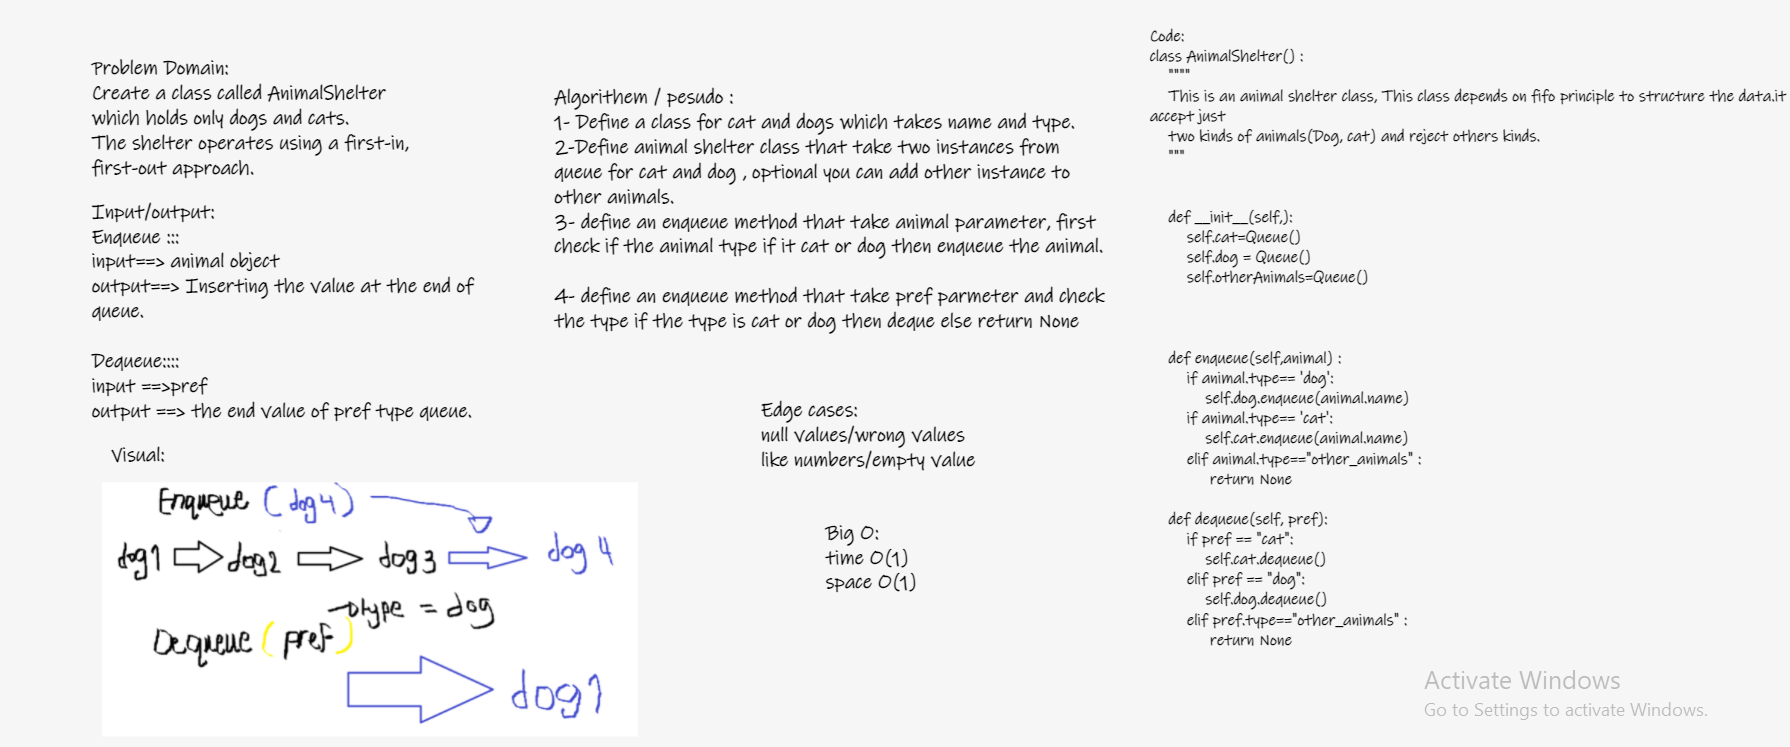 Problem Domain:
Create a class called AnimalShelter
which holds only dogs and cats.
The shelter operates using a first-in,
first-out approach.
Input/output:
Enqueue :::
input==> animal object
output==> Inserting the value at the end of
queue.
Dequeue::::
input ==>pref
output ==> the end value of pref type queue.
Visual:
Enqueue (dog 4)
dog1 dog2 dog3 dog 4
type = dog
Dequeue (pref)
dog1
Algorithem / pesudo :
1- Define a class for cat and dogs which takes name and type.
2-Define animal shelter class that take two instances from
queue for cat and dog , optional you can add other instance to
other animals.
3- define an enqueue method that take animal parameter, first
check if the animal type if it cat or dog then enqueue the animal.
4- define an enqueue method that take pref parmeter and check
the type if the type is cat or dog then deque else return None
Edge cases:
null values/wrong values
like numbers/empty value
Big O:
time O(1)
space O(1)
Code:
class AnimalShelter() :
""""
This is an animal shelter class, This class depends on fifo principle to structure the data.it
accept just
two kinds of animals(Dog, cat) and reject others kinds.
"""
def __init__(self,):
self.cat=Queue()
self.dog = Queue()
self.otherAnimals=Queue()
def enqueue(self,animal) :
if animal.type== 'dog':
self.dog.enqueue(animal.name)
if animal.type== 'cat':
self.cat.enqueue(animal.name)
elif animal.type=="other_animals" :
return None
def dequeue(self, pref):
if pref == "cat":
self.cat.dequeue()
elif pref == "dog":
self.dog.dequeue()
elif pref.type=="other_animals" :
return None
Activate Windows
Go to Settings to activate Windows.